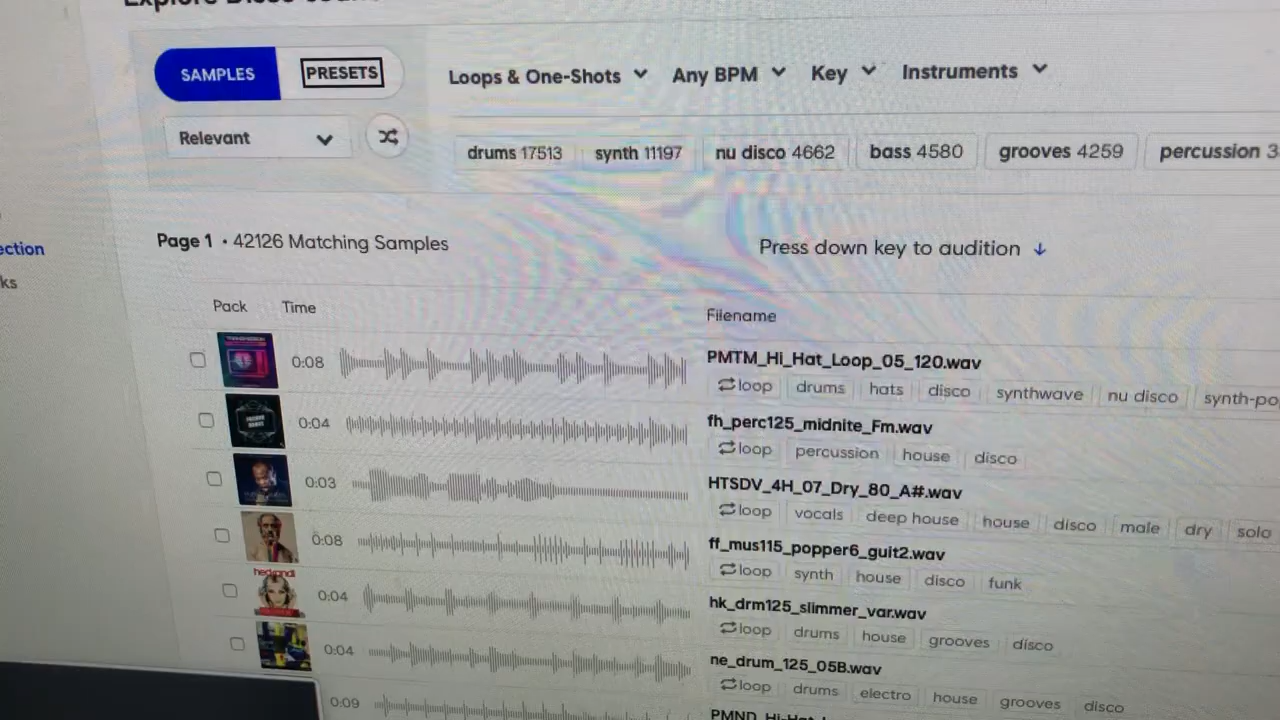 SAMPLES PRESETS Loops & One-Shots Any BPM Key Instruments
Relevant drums 17513 synth 11197 nu disco 4662 bass 4580 grooves 4259 percussion 3
ection
ks
Page 1 • 42126 Matching Samples Press down key to audition ↓
Pack Time Filename
0:08 PMTM_Hi_Hat_Loop_05_120.wav
loop drums hats disco synthwave nu disco synth-po
0:04 fh_perc125_midnite_Fm.wav
loop percussion house disco
0:03 HTSDV_4H_07_Dry_80_A#.wav
loop vocals deep house house disco male dry solo
0:08 ff_mus115_popper6_guit2.wav
loop synth house disco funk
hedkandi
0:04 hk_drm125_slimmer_var.wav
loop drums house grooves disco
0:04 ne_drum_125_05B.wav
loop drums electro house grooves disco
0:09